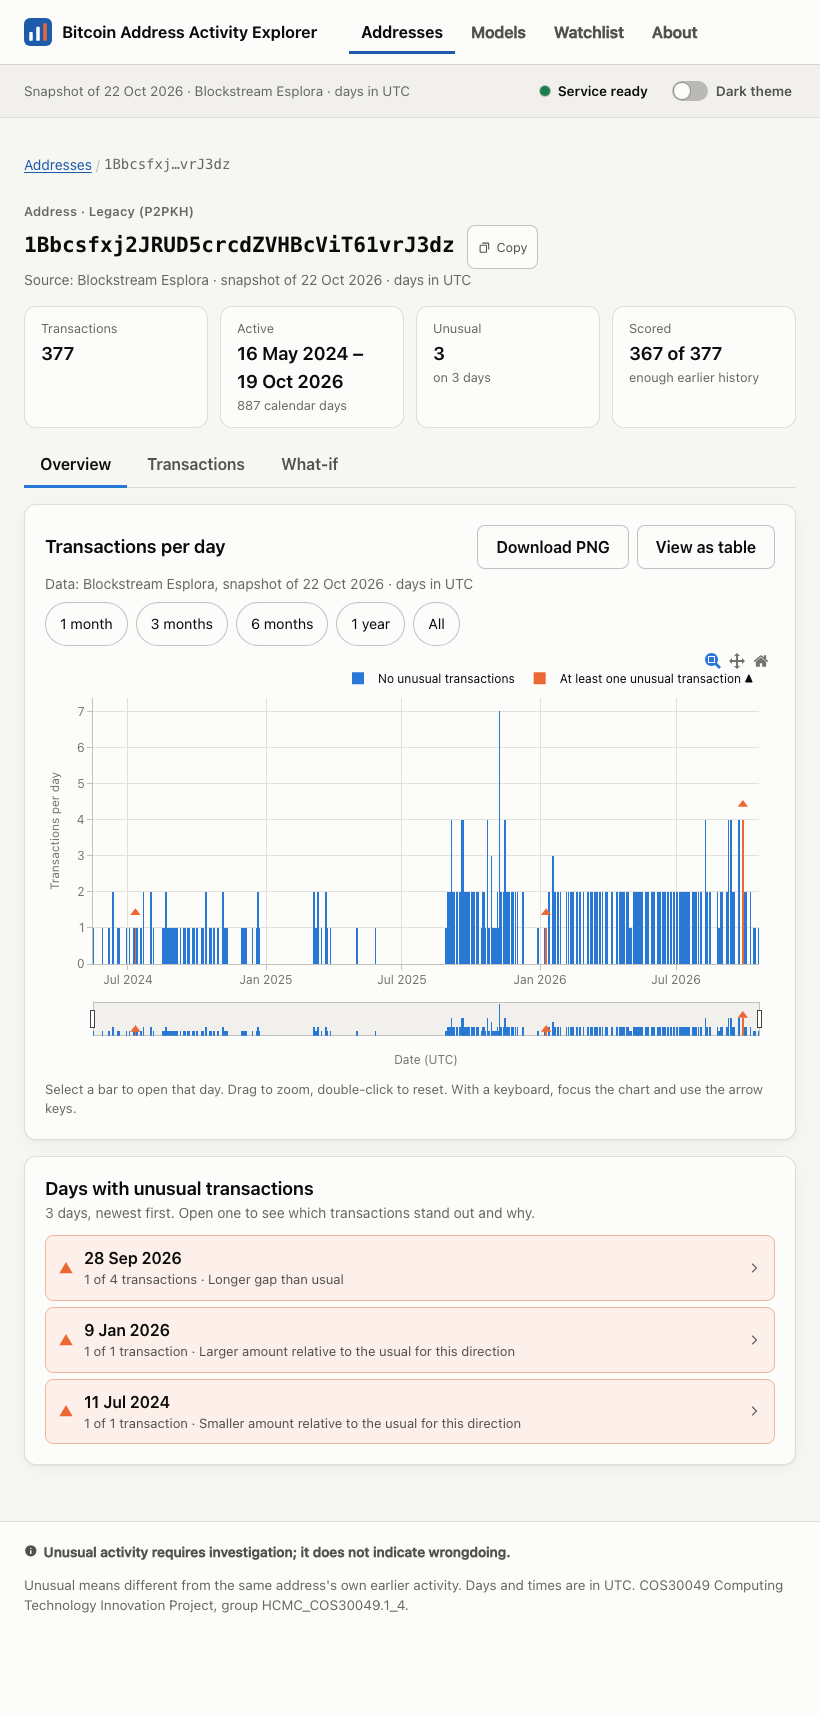 Bitcoin Address Activity Explorer
Addresses
Models
Watchlist
About
Snapshot of 22 Oct 2026 · Blockstream Esplora · days in UTC
Service ready
Dark theme
Addresses / 1Bbcsfxj…vrJ3dz
Address · Legacy (P2PKH)
1Bbcsfxj2JRUD5crcdZVHBcViT61vrJ3dz
Copy
Source: Blockstream Esplora · snapshot of 22 Oct 2026 · days in UTC
Transactions
377
Active
16 May 2024 –
19 Oct 2026
887 calendar days
Unusual
3
on 3 days
Scored
367 of 377
enough earlier history
Overview
Transactions
What-if
Transactions per day
Download PNG
View as table
Data: Blockstream Esplora, snapshot of 22 Oct 2026 · days in UTC
1 month
3 months
6 months
1 year
All
No unusual transactions
At least one unusual transaction ▲
Transactions per day
7
6
5
4
3
2
1
0
Jul 2024
Jan 2025
Jul 2025
Jan 2026
Jul 2026
Date (UTC)
Select a bar to open that day. Drag to zoom, double-click to reset. With a keyboard, focus the chart and use the arrow
keys.
Days with unusual transactions
3 days, newest first. Open one to see which transactions stand out and why.
28 Sep 2026
1 of 4 transactions · Longer gap than usual
9 Jan 2026
1 of 1 transaction · Larger amount relative to the usual for this direction
11 Jul 2024
1 of 1 transaction · Smaller amount relative to the usual for this direction
Unusual activity requires investigation; it does not indicate wrongdoing.
Unusual means different from the same address's own earlier activity. Days and times are in UTC. COS30049 Computing
Technology Innovation Project, group HCMC_COS30049.1_4.